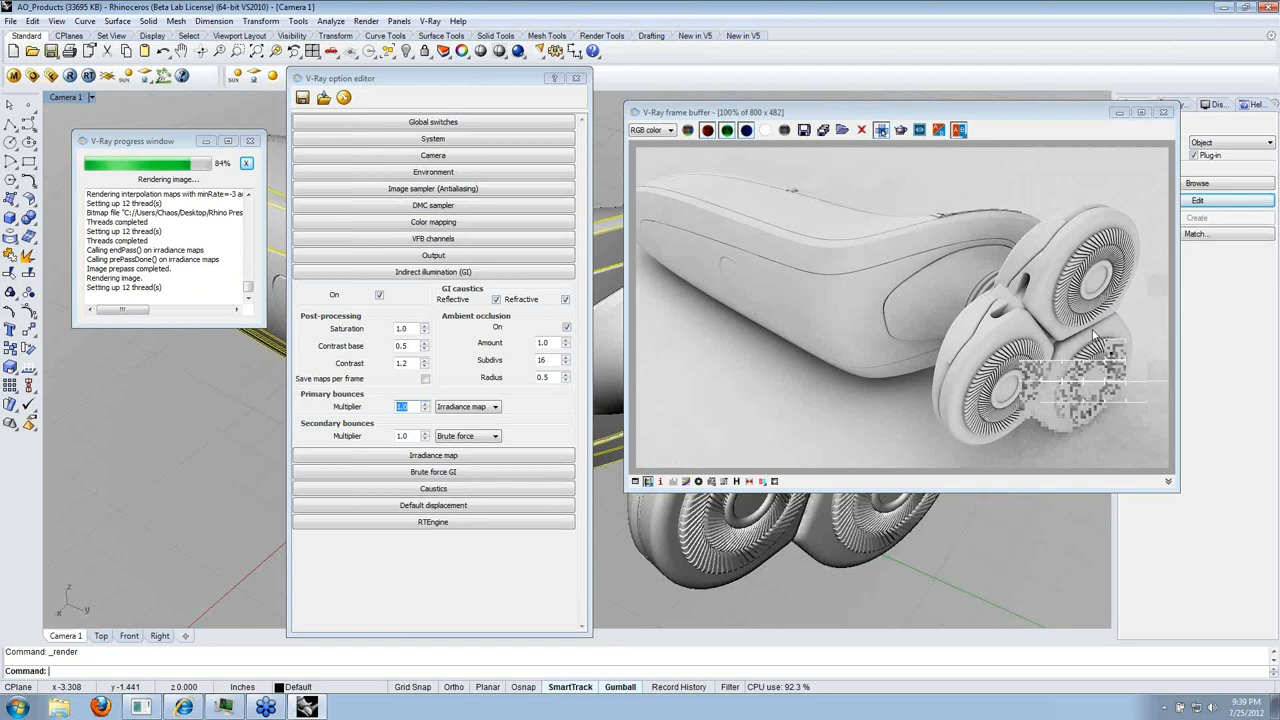 AO_Products (33695 KB) - Rhinoceros (Beta Lab License) (64-bit VS2010) - [Camera 1]
File Edit View Curve Surface Solid Mesh Dimension Transform Tools Analyze Render Panels V-Ray Help
Standard CPlanes Set View Display Select Viewport Layout Visibility Transform Curve Tools Surface Tools Solid Tools Mesh Tools Render Tools Drafting New in V5 New in V5
Camera 1
V-Ray progress window
84%
X
Rendering image...
Rendering interpolation maps with minRate=-3 ar
Setting up 12 thread(s)
Bitmap file "C://Users/Chaos/Desktop/Rhino Pres
Threads completed
Setting up 12 thread(s)
Threads completed
Calling endPass() on irradiance maps
Calling prePassDone() on irradiance maps
Image prepass completed.
Rendering image.
Setting up 12 thread(s)
V-Ray option editor
Global switches
System
Camera
Environment
Image sampler (Antialiasing)
DMC sampler
Color mapping
VFB channels
Output
Indirect illumination (GI)
On
GI caustics
Reflective Refractive
Post-processing
Saturation 1.0
Contrast base 0.5
Contrast 1.2
Save maps per frame
Ambient occlusion
On
Amount 1.0
Subdivs 16
Radius 0.5
Primary bounces
Multiplier 1.0 Irradiance map
Secondary bounces
Multiplier 1.0 Brute force
Irradiance map
Brute force GI
Caustics
Default displacement
RTEngine
V-Ray frame buffer - [100% of 800 x 482]
RGB color
Dis...
Hel...
Object
Plug-in
Browse
Edit
Create
Match...
z
x
y
Camera 1 Top Front Right
Command: _render
Command:
CPlane x -3.308 y -1.441 z 0.000 Inches Default Grid Snap Ortho Planar Osnap SmartTrack Gumball Record History Filter CPU use: 92.3 %
9:39 PM
7/25/2012